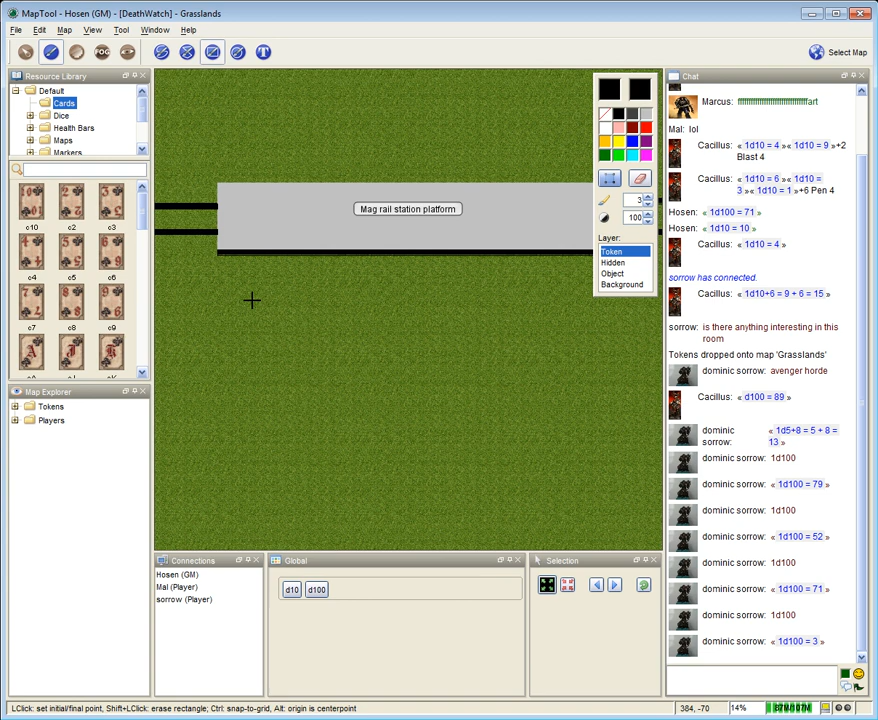 MapTool - Hosen (GM) - [DeathWatch] - Grasslands
File Edit Map View Tool Window Help
FOG
T
Select Map
Resource Library
Default
Cards
Dice
Health Bars
Maps
Markers
c10 c2 c3
c4 c5 c6
c7 c8 c9
Map Explorer
Tokens
Players
Mag rail station platform
3
100
Layer:
Token
Hidden
Object
Background
Connections
Hosen (GM)
Mal (Player)
sorrow (Player)
Global
d10 d100
Selection
Chat
Mal: lol
Cacillus: « 1d10 = 4 »« 1d10 = 9 »+2
Blast 4
Cacillus: « 1d10 = 6 »« 1d10 =
3 »« 1d10 = 1 »+6 Pen 4
Hosen: « 1d100 = 71 »
Hosen: « 1d10 = 10 »
Cacillus: « 1d10 = 4 »
sorrow has connected.
Cacillus: « 1d10+6 = 9 + 6 = 15 »
sorrow: is there anything interesting in this
room
Tokens dropped onto map 'Grasslands'
dominic sorrow: avenger horde
Cacillus: « d100 = 89 »
dominic sorrow: « 1d5+8 = 5 + 8 =
13 »
dominic sorrow: 1d100
dominic sorrow: « 1d100 = 79 »
dominic sorrow: 1d100
dominic sorrow: « 1d100 = 52 »
dominic sorrow: 1d100
dominic sorrow: « 1d100 = 71 »
dominic sorrow: 1d100
dominic sorrow: « 1d100 = 3 »
LClick: set initial/final point, Shift+LClick: erase rectangle; Ctrl: snap-to-grid, Alt: origin is centerpoint
384, -70
14%
87M/107M